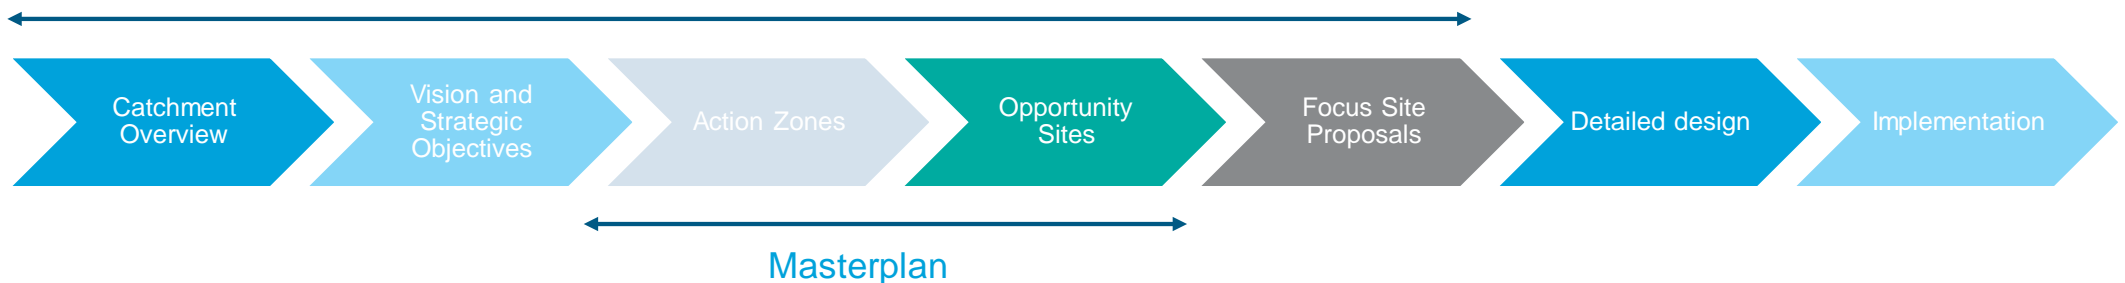 Catchment
Overview
Vision and
Strategic
Objectives
Action Zones
Opportunity
Sites
Focus Site
Proposals
Detailed design
Implementation
Masterplan